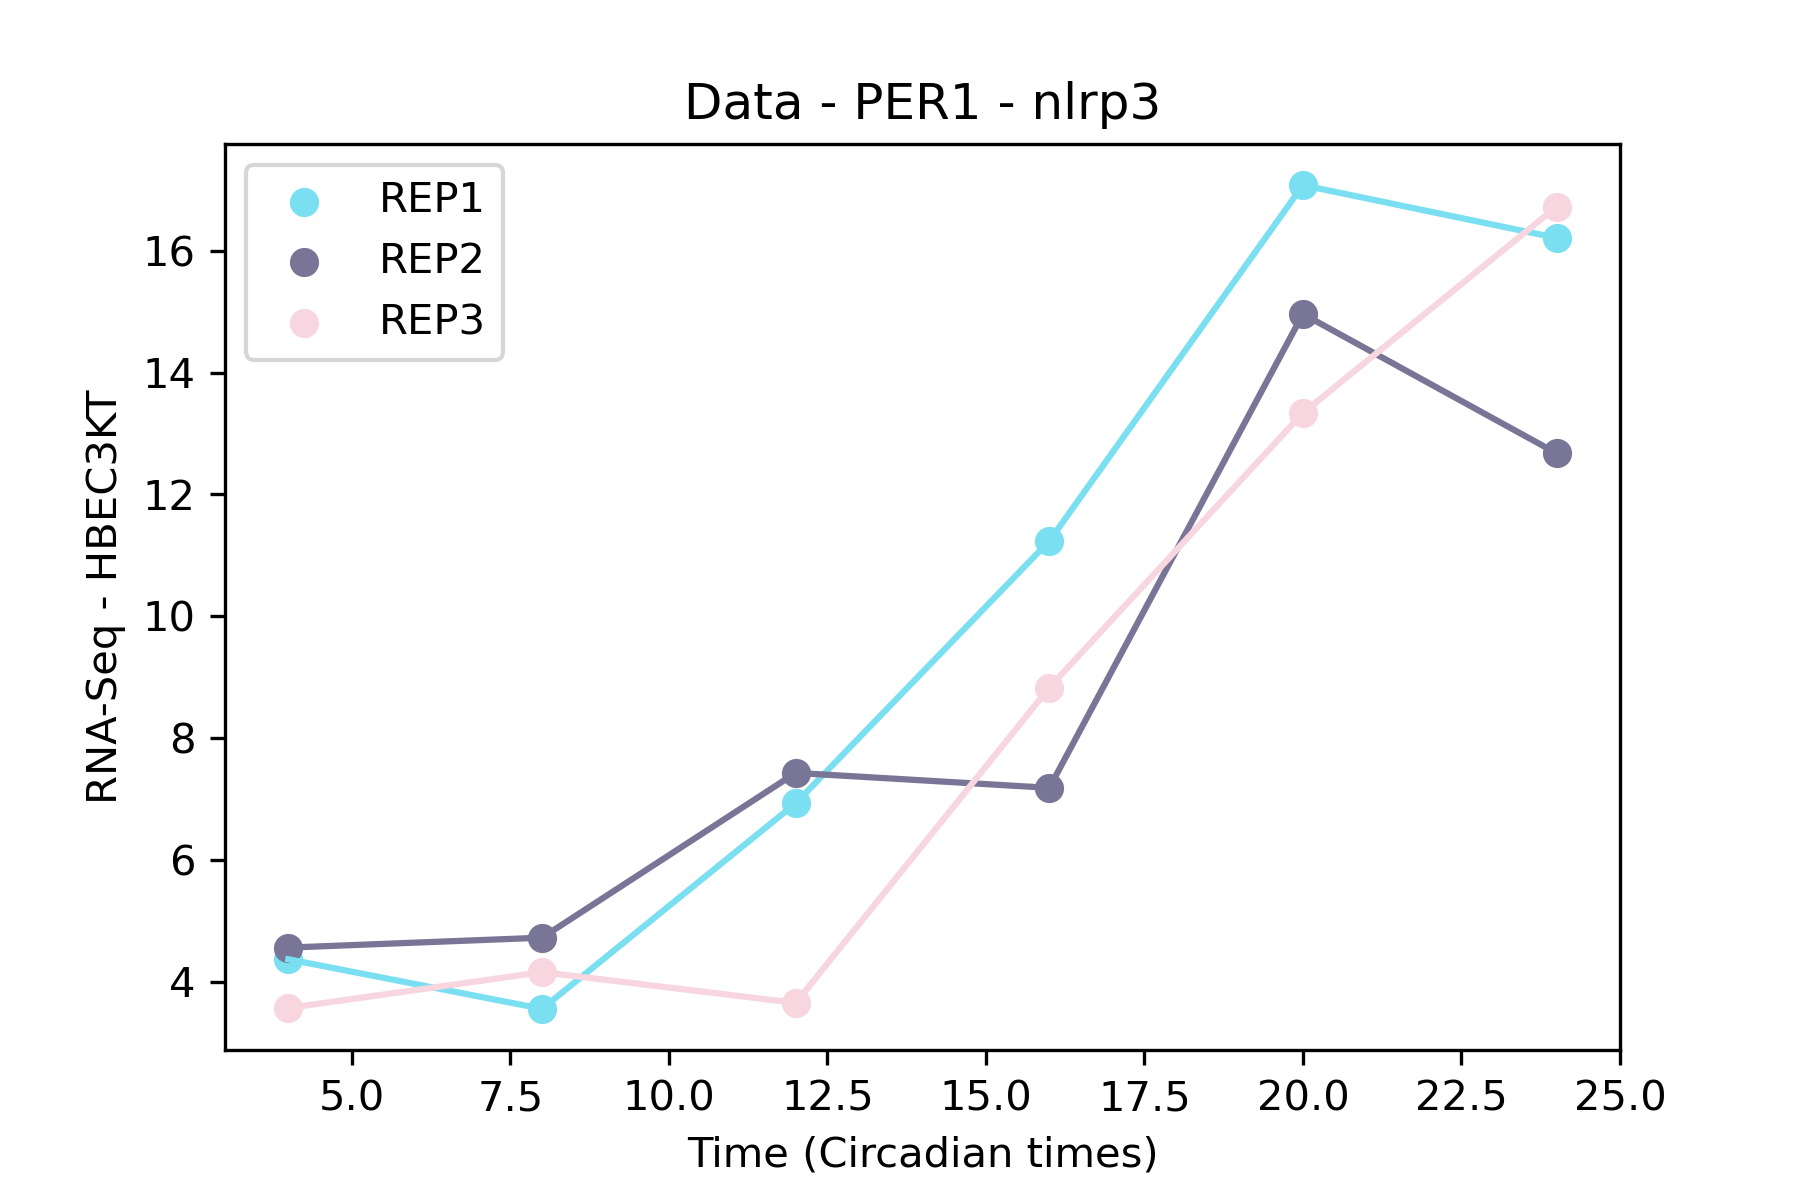 Data - PER1 - nlrp3
REP1
REP2
REP3
RNA-Seq - HBEC3KT
16
14
12
10
8
6
4
5.0 7.5 10.0 12.5 15.0 17.5 20.0 22.5 25.0
Time (Circadian times)